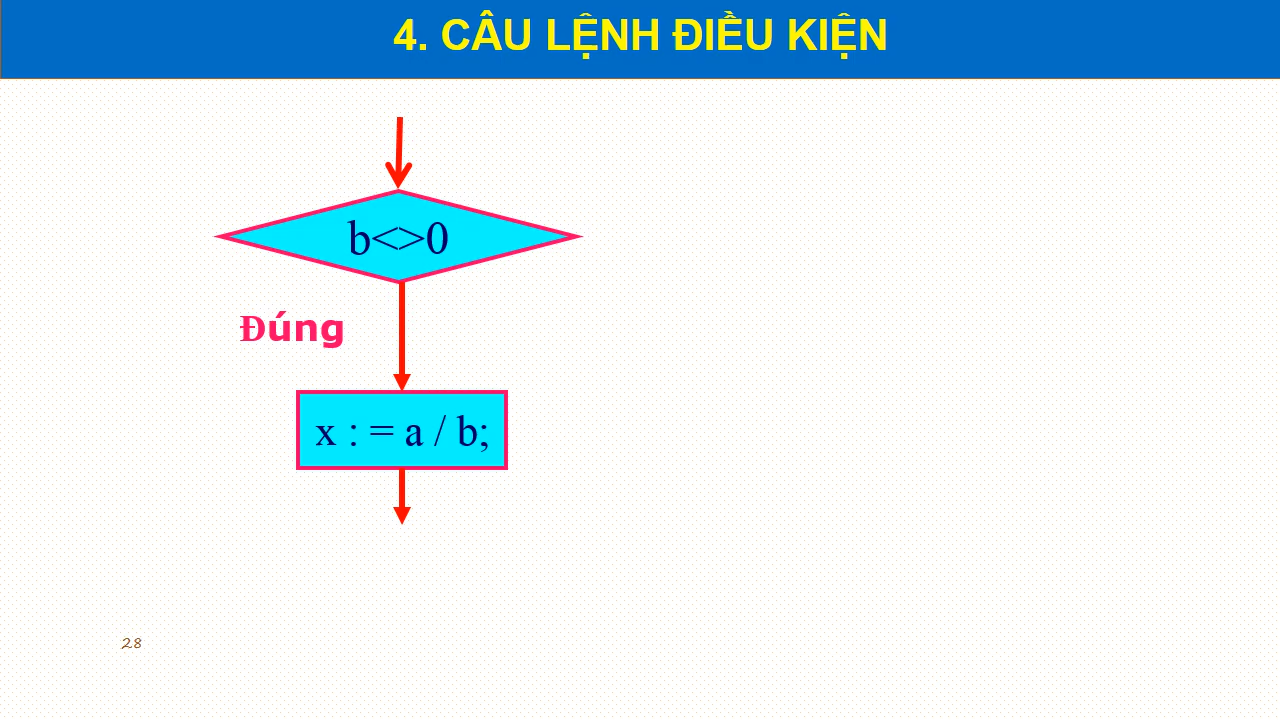 4. CÂU LỆNH ĐIỀU KIỆN
b<>0
Đúng
x : = a / b;
28